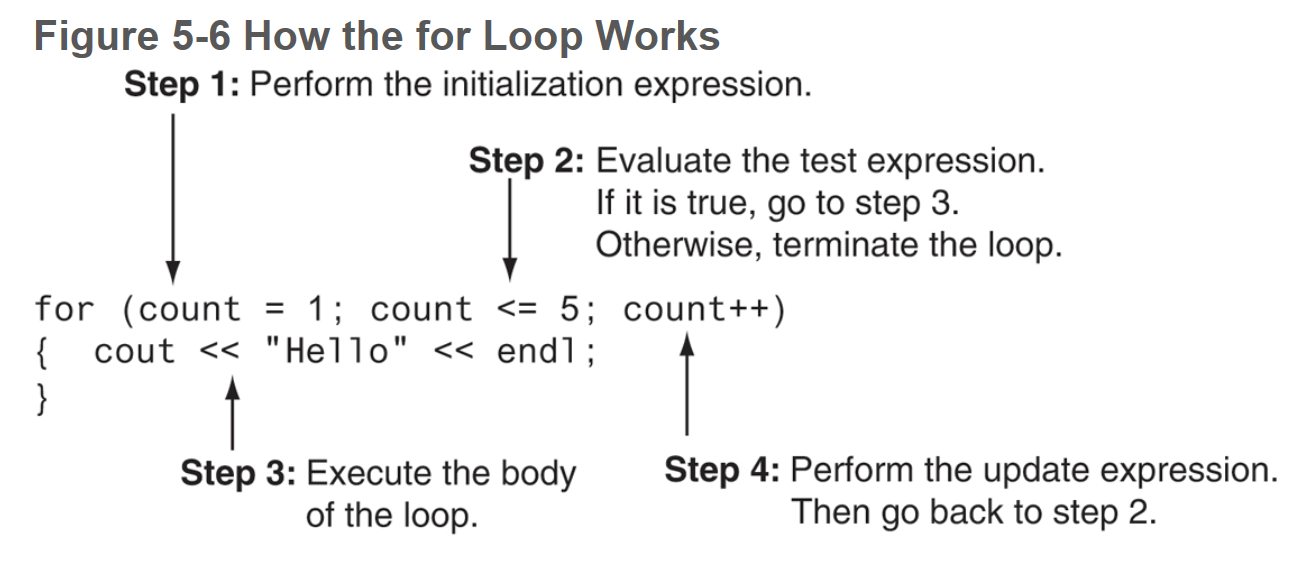 Figure 5-6 How the for Loop Works
Step 1: Perform the initialization expression.
Step 2: Evaluate the test expression.
If it is true, go to step 3.
Otherwise, terminate the loop.
for (count = 1; count <= 5; count++)
{  cout << "Hello" << endl;
}
Step 3: Execute the body
of the loop.
Step 4: Perform the update expression.
Then go back to step 2.